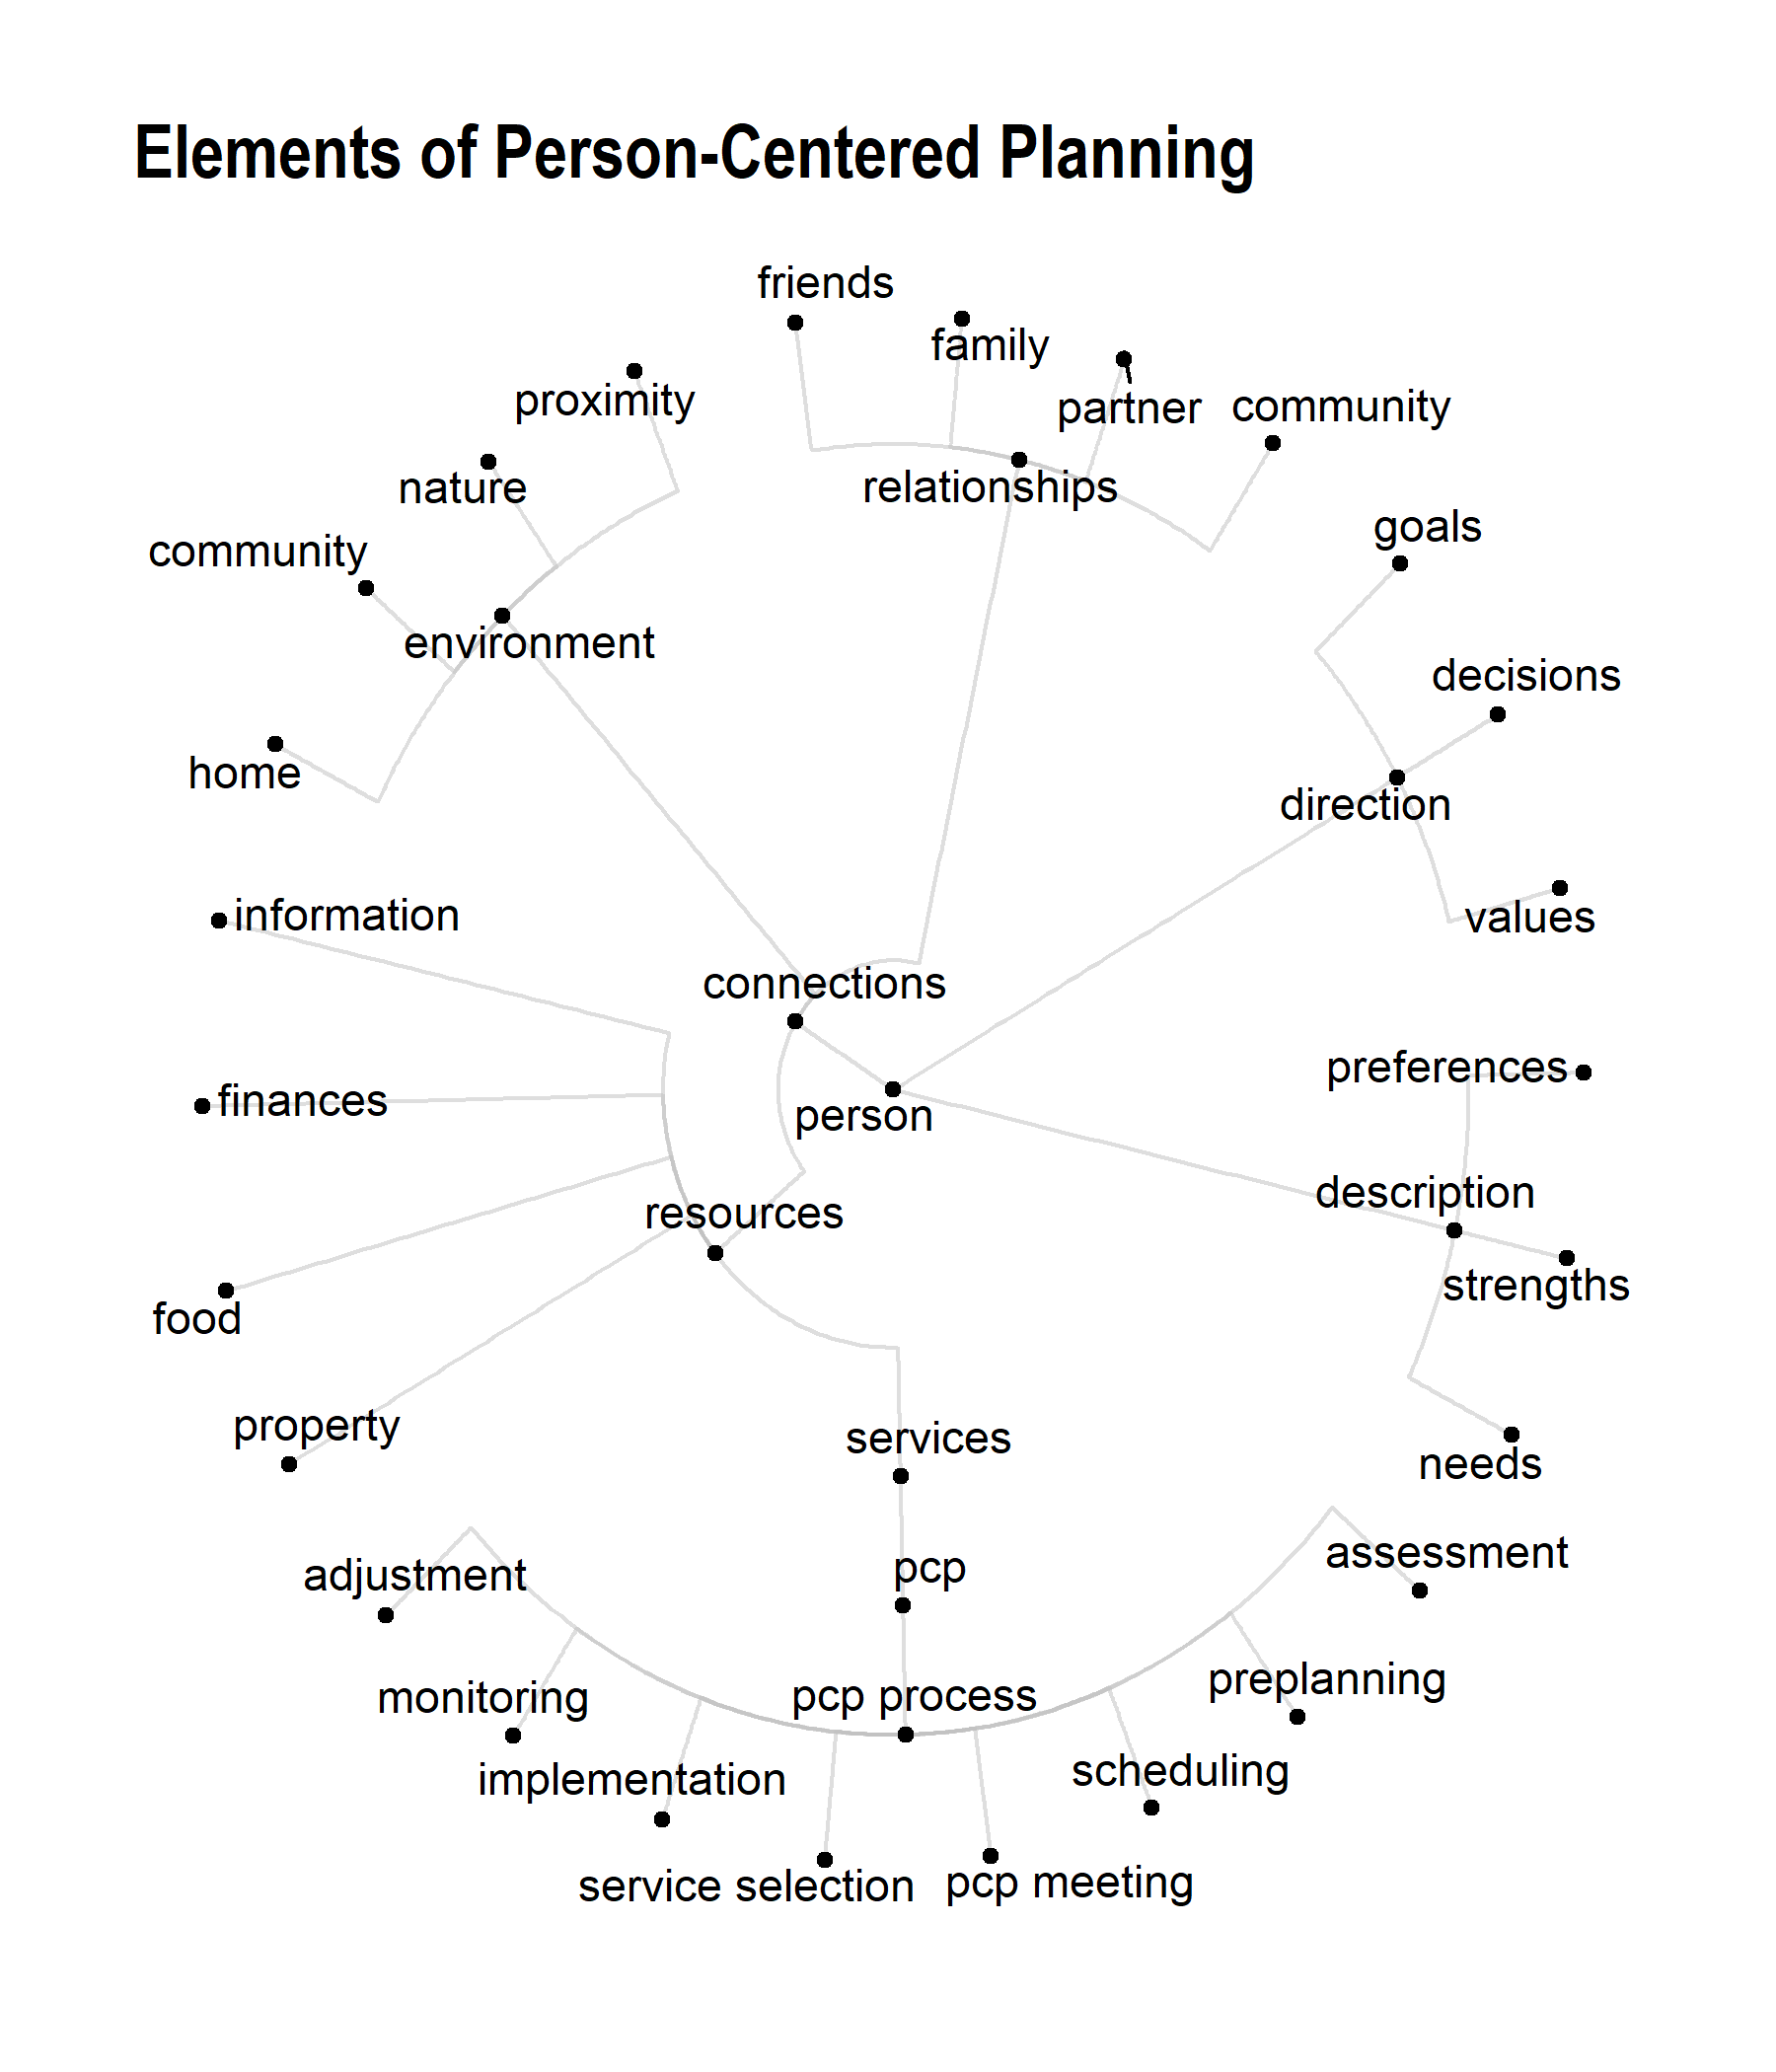 Elements of Person-Centered Planning
friends
family
proximity
partner
community
nature
relationships
goals
community
environment
decisions
home
direction
information
values
connections
preferences
finances
person
description
resources
strengths
food
property
services
needs
assessment
adjustment
pcp
preplanning
monitoring
pcp process
scheduling
implementation
service selection
pcp meeting